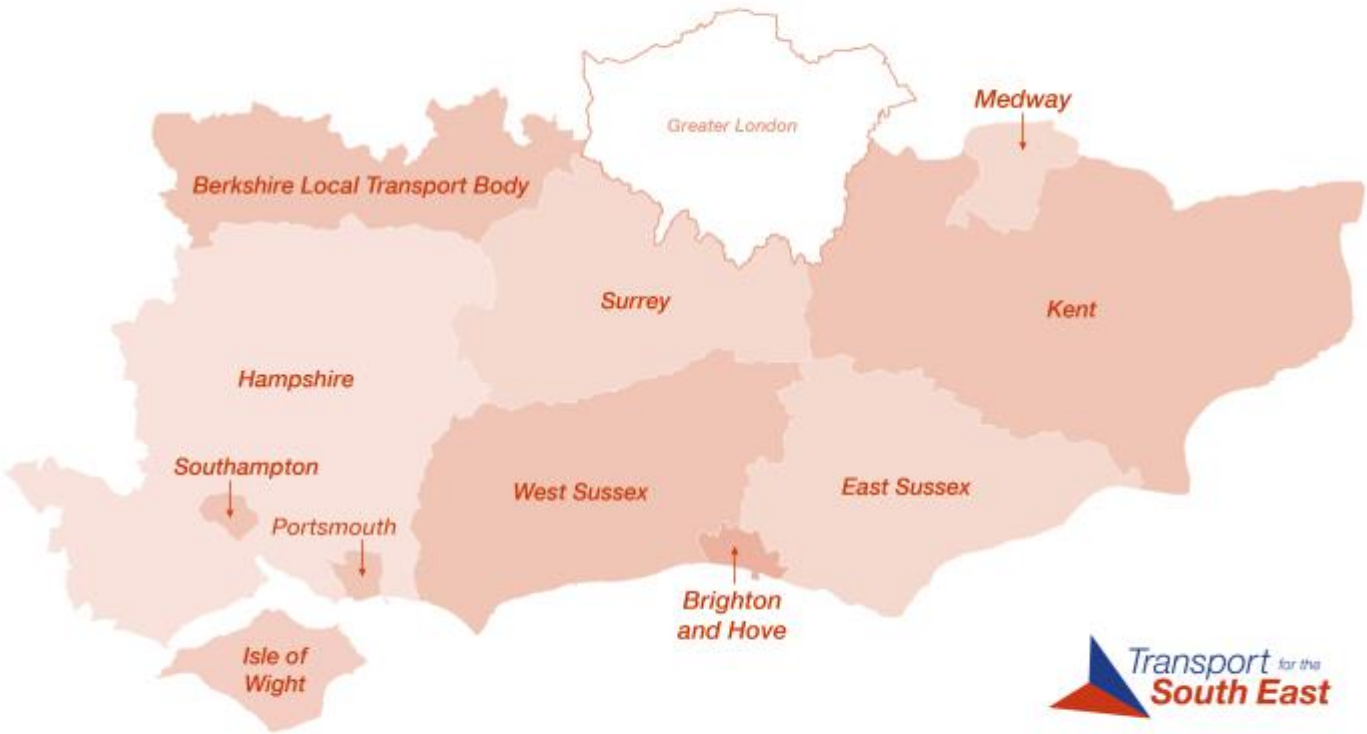 Greater London
Medway
Berkshire Local Transport Body
Surrey
Kent
Hampshire
Southampton
West Sussex
East Sussex
Portsmouth
Brighton
and Hove
Isle of
Wight
Transport for the
South East